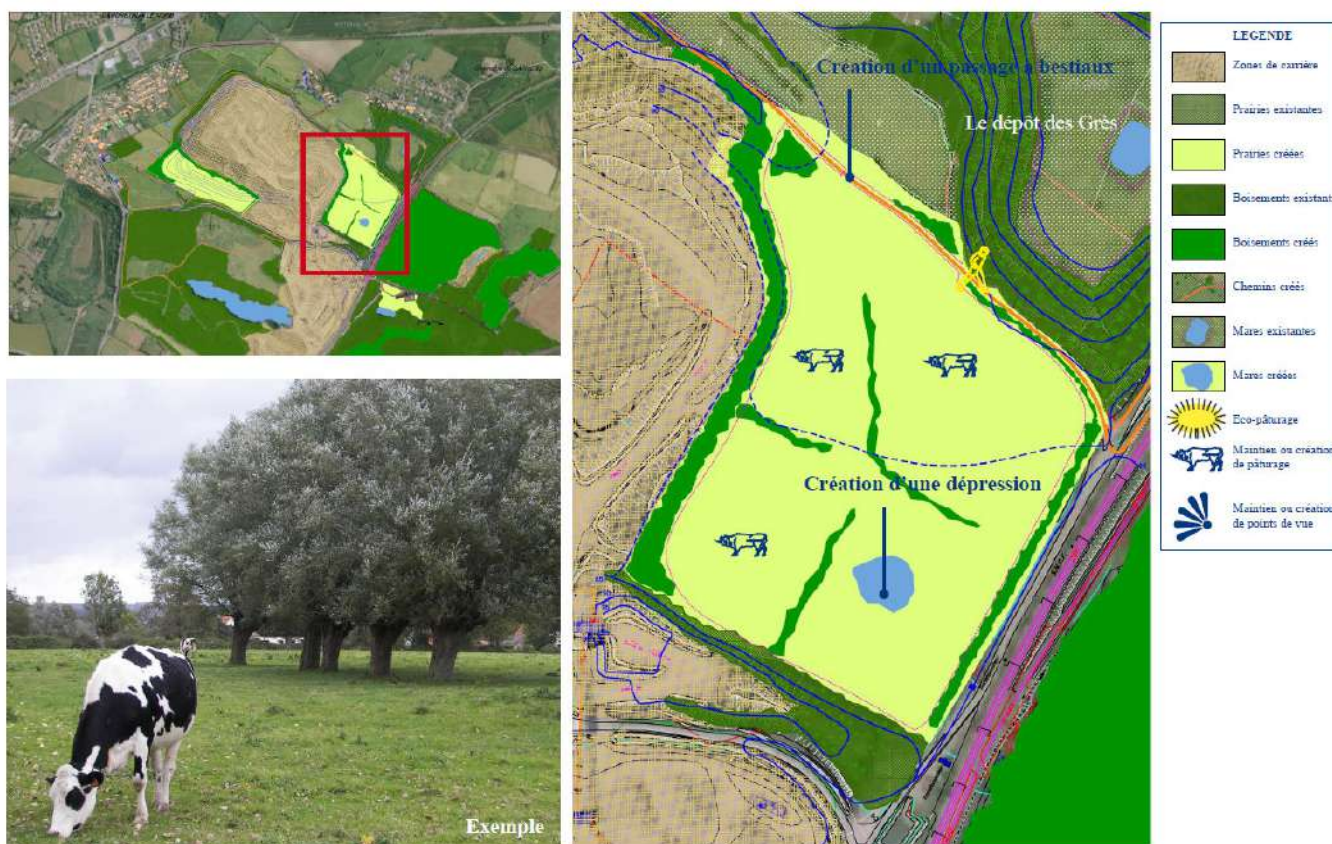 Création d'un passage à bestiaux
Le dépôt des Grès
Création d'une dépression
Exemple
LEGENDE
Zones de carrière
Prairies existantes
Prairies créées
Boisements existants
Boisements créés
Chemins créés
Mares existantes
Mares créées
Eco-pâturage
Maintien ou création
de pâturage
Maintien ou création
de points de vue